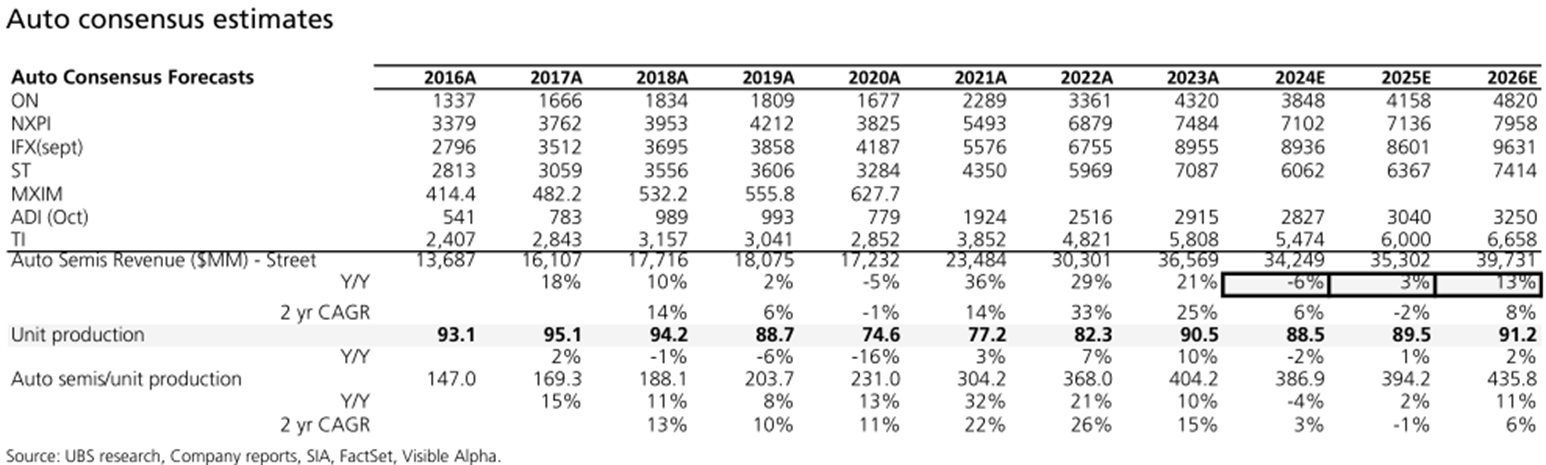 Auto consensus estimates
Auto Consensus Forecasts 2016A 2017A 2018A 2019A 2020A 2021A 2022A 2023A 2024E 2025E 2026E
ON 1337 1666 1834 1809 1677 2289 3361 4320 3848 4158 4820
NXPI 3379 3762 3953 4212 3825 5493 6879 7484 7102 7136 7958
IFX(sept) 2796 3512 3695 3858 4187 5576 6755 8955 8936 8601 9631
ST 2813 3059 3556 3606 3284 4350 5969 7087 6062 6367 7414
MXIM 414.4 482.2 532.2 555.8 627.7
ADI (Oct) 541 783 989 993 779 1924 2516 2915 2827 3040 3250
TI 2,407 2,843 3,157 3,041 2,852 3,852 4,821 5,808 5,474 6,000 6,658
Auto Semis Revenue ($MM) - Street 13,687 16,107 17,716 18,075 17,232 23,484 30,301 36,569 34,249 35,302 39,731
Y/Y 18% 10% 2% -5% 36% 29% 21% -6% 3% 13%
2 yr CAGR 14% 6% -1% 14% 33% 25% 6% -2% 8%
Unit production 93.1 95.1 94.2 88.7 74.6 77.2 82.3 90.5 88.5 89.5 91.2
Y/Y 2% -1% -6% -16% 3% 7% 10% -2% 1% 2%
Auto semis/unit production 147.0 169.3 188.1 203.7 231.0 304.2 368.0 404.2 386.9 394.2 435.8
Y/Y 15% 11% 8% 13% 32% 21% 10% -4% 2% 11%
2 yr CAGR 13% 10% 11% 22% 26% 15% 3% -1% 6%
Source: UBS research, Company reports, SIA, FactSet, Visible Alpha.